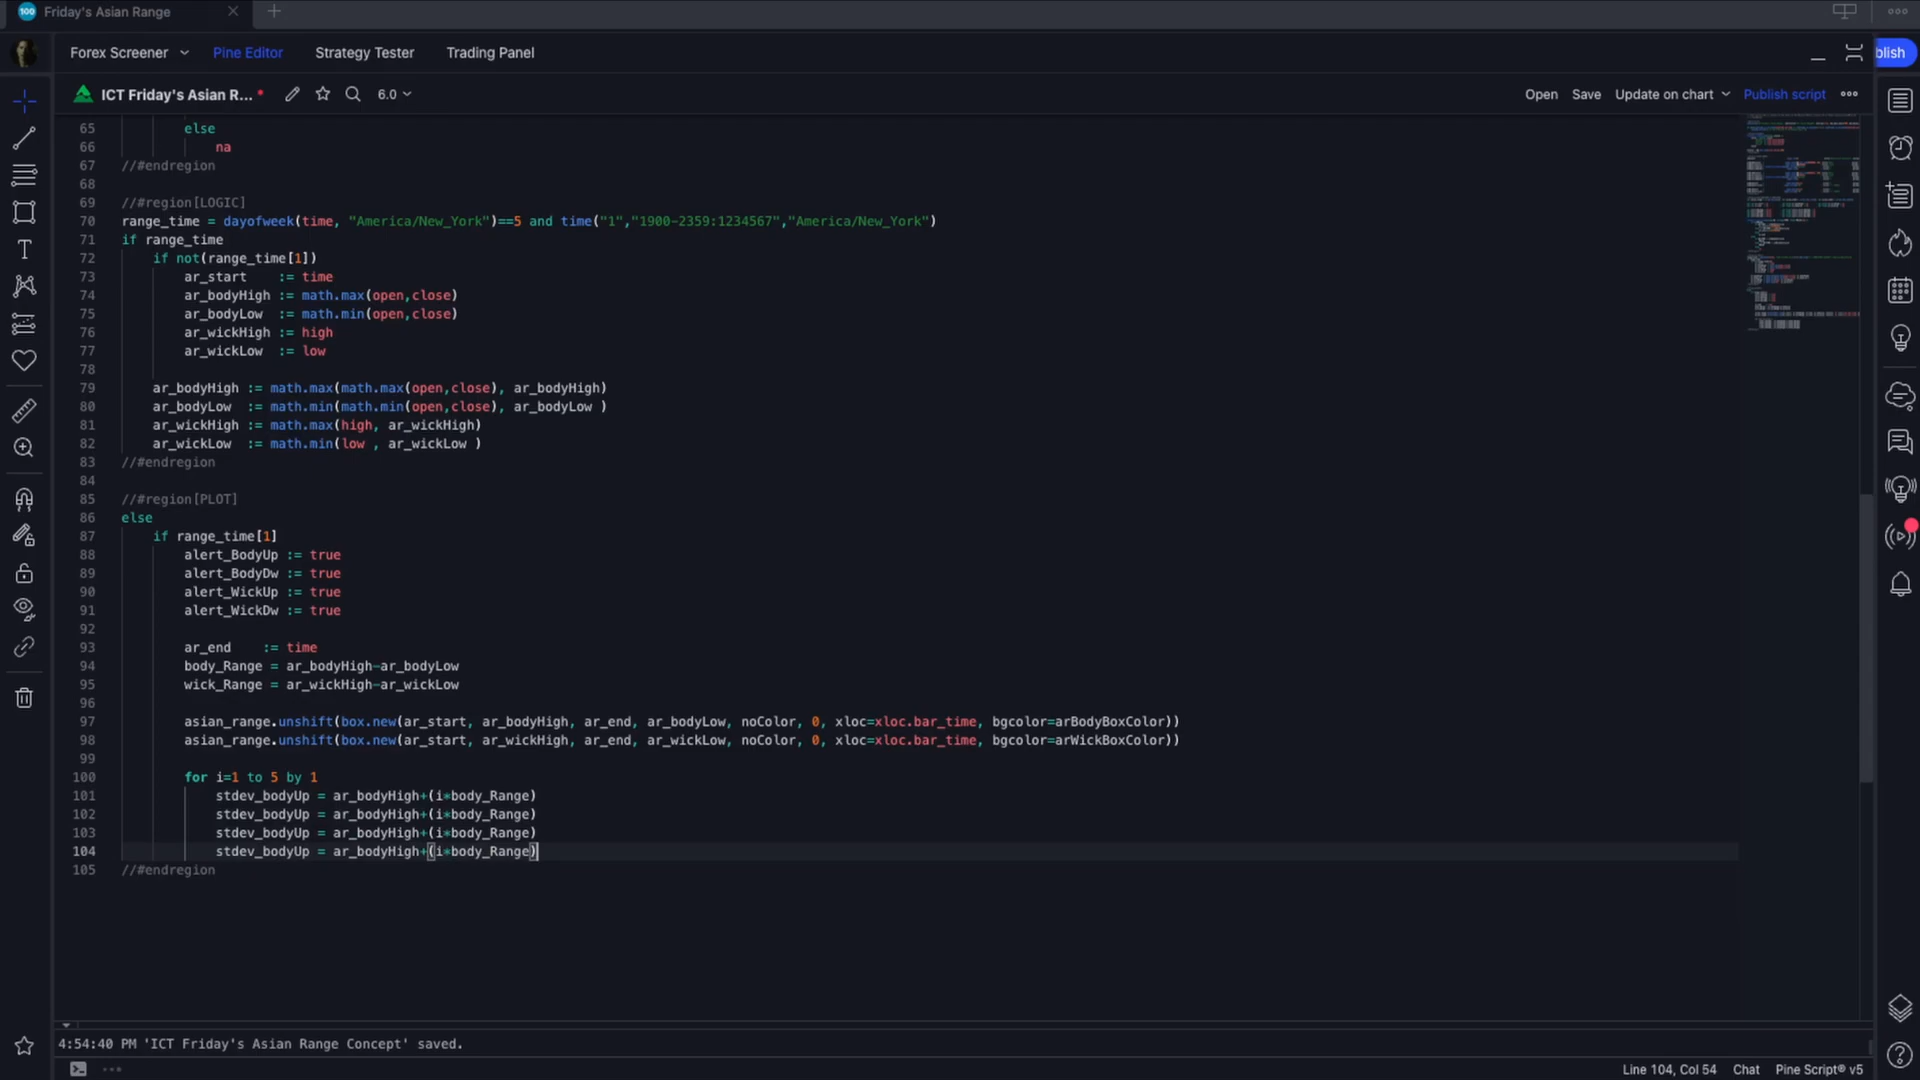 100 Friday's Asian Range
Forex Screener Pine Editor Strategy Tester Trading Panel blish
ICT Friday's Asian R... * 6.0 Open Save Update on chart Publish script
65 else
66 na
67 //#endregion
68
69 //#region[LOGIC]
70 range_time = dayofweek(time, "America/New_York")==5 and time("1","1900-2359:1234567","America/New_York")
71 if range_time
72 if not(range_time[1])
73 ar_start := time
74 ar_bodyHigh := math.max(open,close)
75 ar_bodyLow := math.min(open,close)
76 ar_wickHigh := high
77 ar_wickLow := low
78
79 ar_bodyHigh := math.max(math.max(open,close), ar_bodyHigh)
80 ar_bodyLow := math.min(math.min(open,close), ar_bodyLow )
81 ar_wickHigh := math.max(high, ar_wickHigh)
82 ar_wickLow := math.min(low , ar_wickLow )
83 //#endregion
84
85 //#region[PLOT]
86 else
87 if range_time[1]
88 alert_BodyUp := true
89 alert_BodyDw := true
90 alert_WickUp := true
91 alert_WickDw := true
92
93 ar_end := time
94 body_Range = ar_bodyHigh-ar_bodyLow
95 wick_Range = ar_wickHigh-ar_wickLow
96
97 asian_range.unshift(box.new(ar_start, ar_bodyHigh, ar_end, ar_bodyLow, noColor, 0, xloc=xloc.bar_time, bgcolor=arBodyBoxColor))
98 asian_range.unshift(box.new(ar_start, ar_wickHigh, ar_end, ar_wickLow, noColor, 0, xloc=xloc.bar_time, bgcolor=arWickBoxColor))
99
100 for i=1 to 5 by 1
101 stdev_bodyUp = ar_bodyHigh+(i*body_Range)
102 stdev_bodyUp = ar_bodyHigh+(i*body_Range)
103 stdev_bodyUp = ar_bodyHigh+(i*body_Range)
104 stdev_bodyUp = ar_bodyHigh+(i*body_Range)
105 //#endregion
4:54:40 PM 'ICT Friday's Asian Range Concept' saved.
Line 104, Col 54 Chat Pine Script® v5